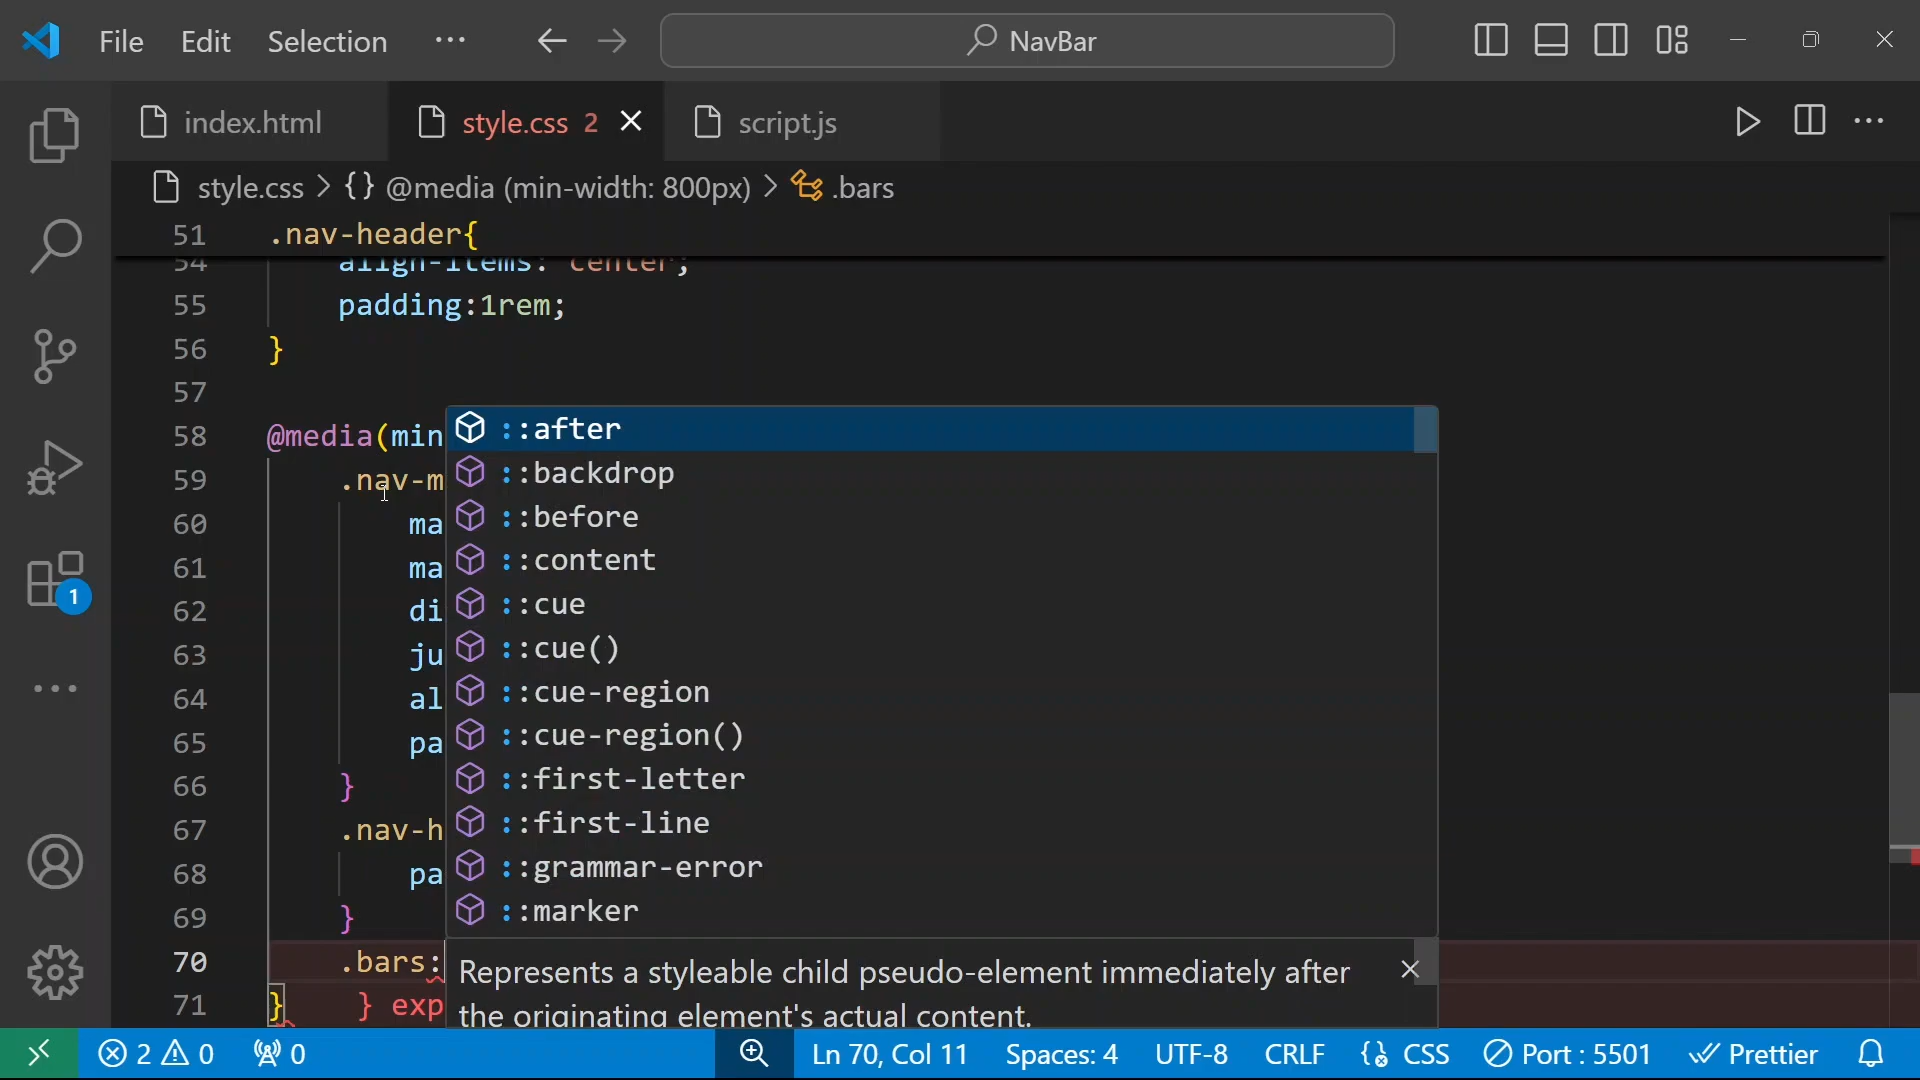 File Edit Selection ··· NavBar
index.html style.css 2 script.js
style.css > {} @media (min-width: 800px) > .bars
51 .nav-header{
54 align-items: center;
55 padding:1rem;
56 }
57
58 @media(min
59 .nav-m
60 ma
61 ma
62 di
63 ju
64 al
65 pa
66 }
67 .nav-h
68 pa
69 }
70 .bars:
71 } } exp
::after
::backdrop
::before
::content
::cue
::cue()
::cue-region
::cue-region()
::first-letter
::first-line
::grammar-error
::marker
Represents a styleable child pseudo-element immediately after
the originating element's actual content.
1
2 0 0 Ln 70, Col 11 Spaces: 4 UTF-8 CRLF {} CSS Port : 5501 Prettier